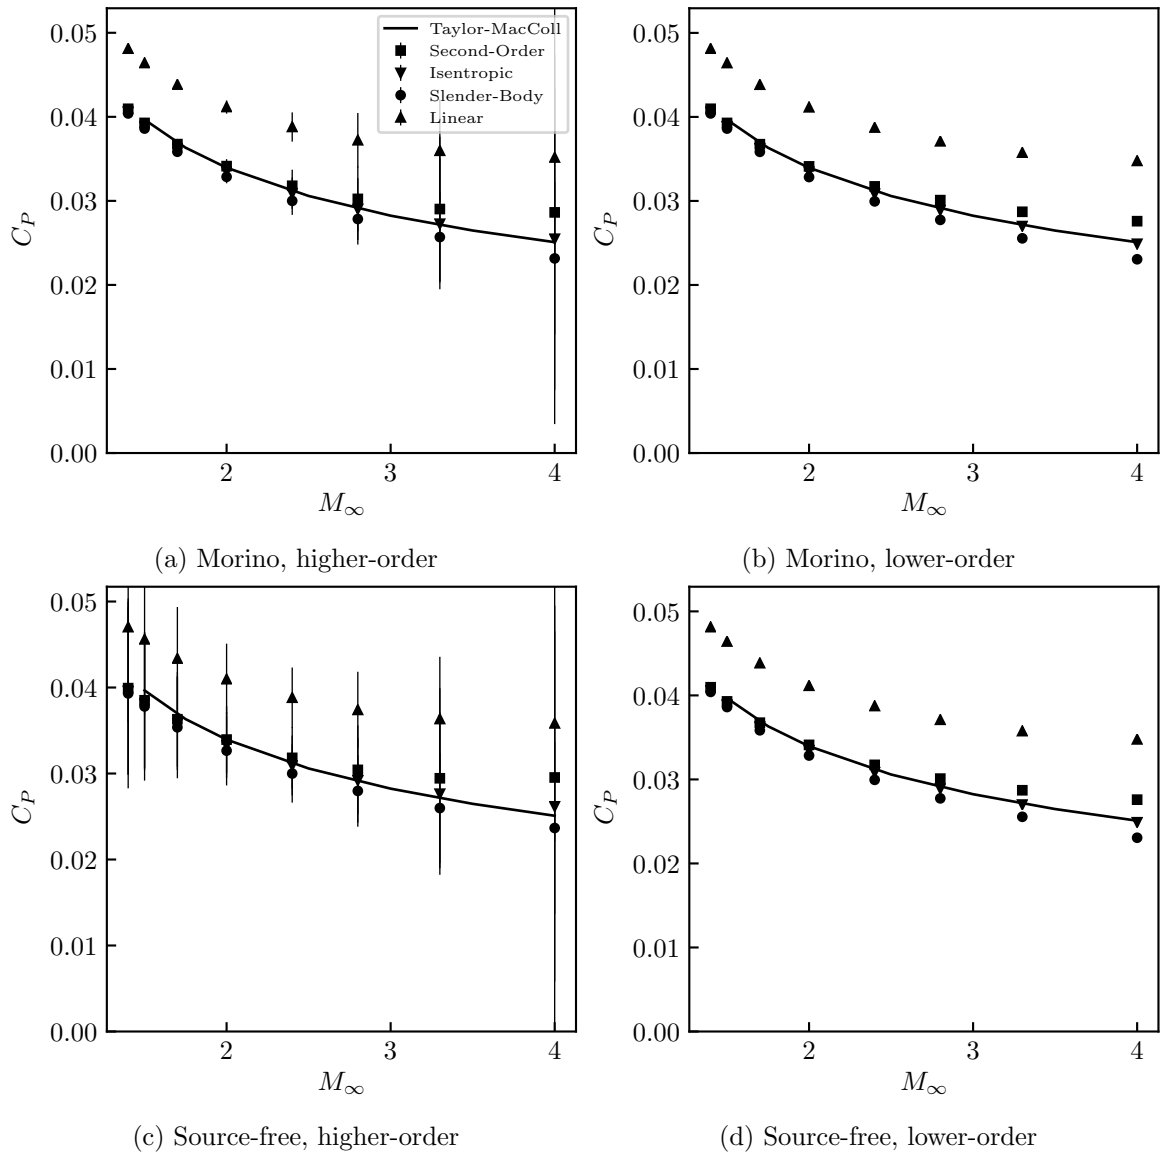 0.05
0.04
0.03
0.02
0.01
0.00
C_P
2 3 4
M_∞
Taylor-MacColl
Second-Order
Isentropic
Slender-Body
Linear
(a) Morino, higher-order
0.05
0.04
0.03
0.02
0.01
0.00
C_P
2 3 4
M_∞
(b) Morino, lower-order
0.05
0.04
0.03
0.02
0.01
0.00
C_P
2 3 4
M_∞
(c) Source-free, higher-order
0.05
0.04
0.03
0.02
0.01
0.00
C_P
2 3 4
M_∞
(d) Source-free, lower-order